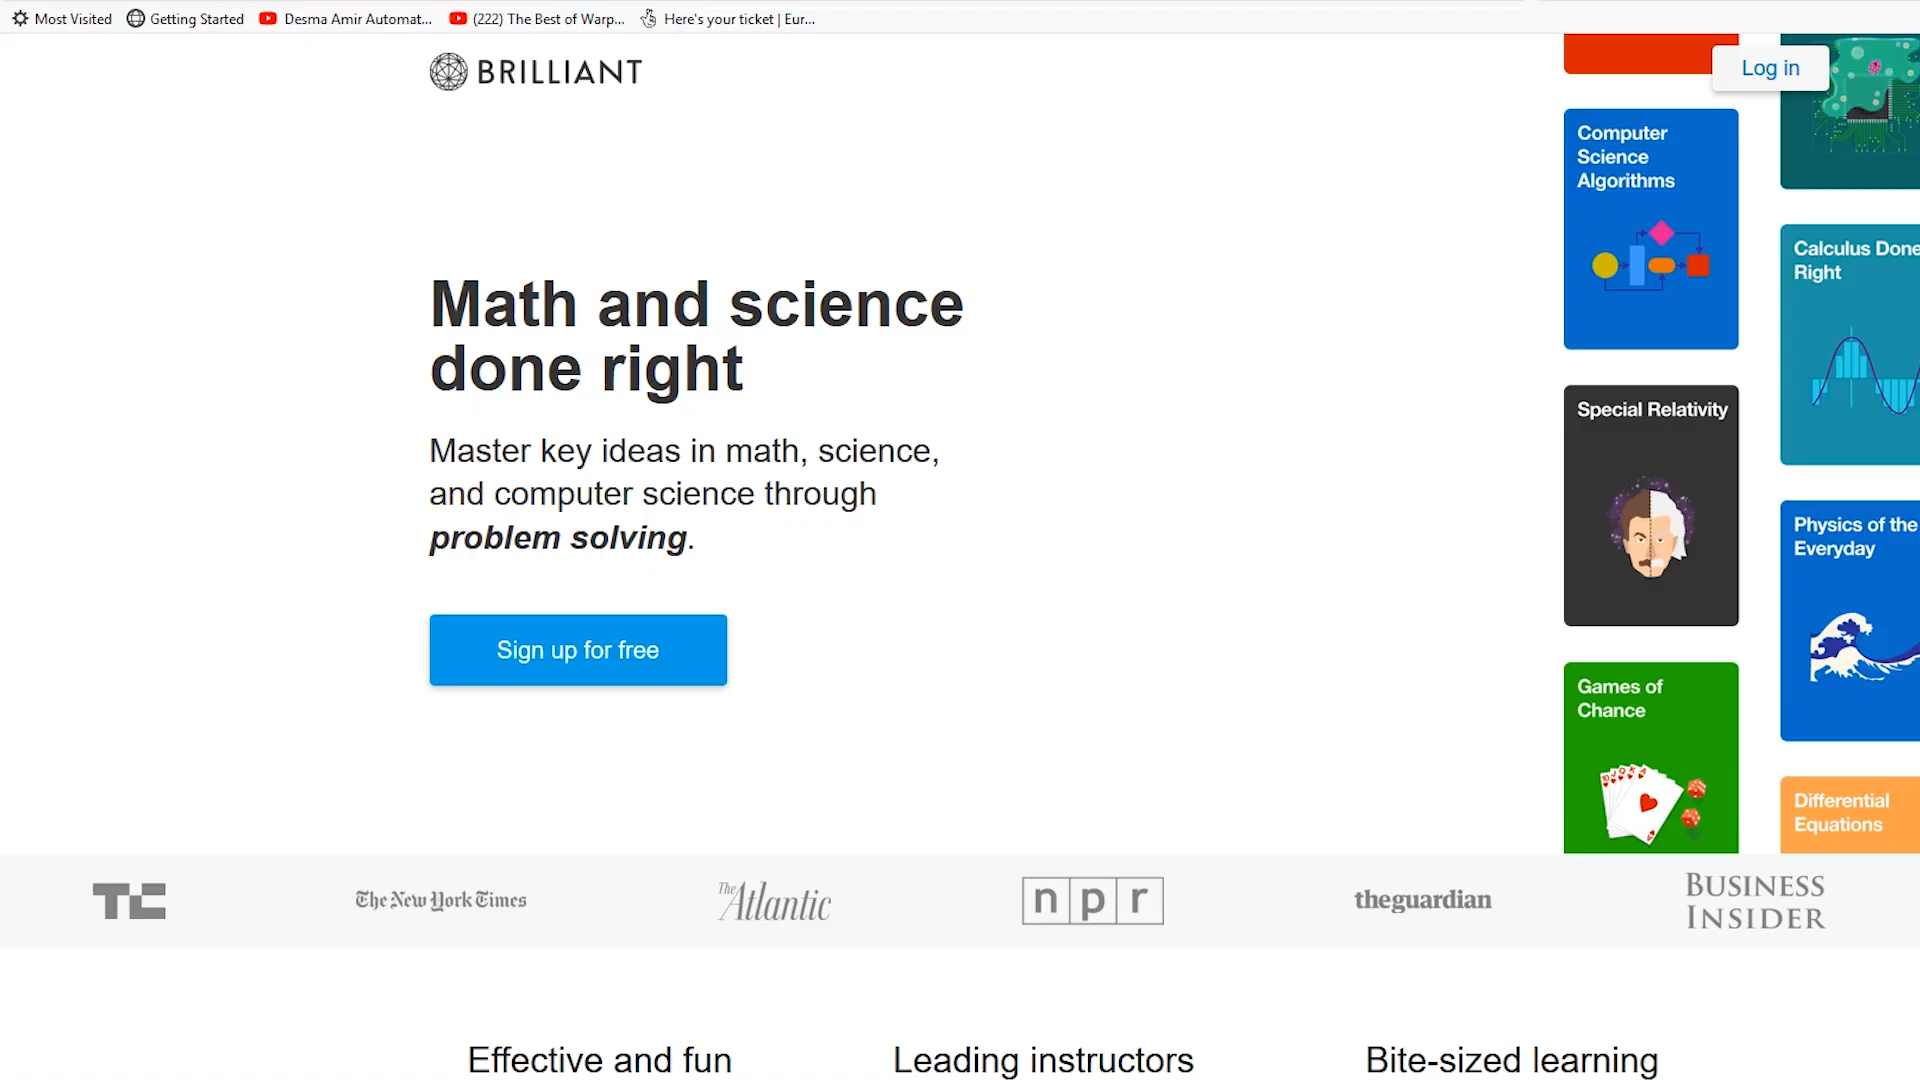 Most Visited
Getting Started
Desma Amir Automat...
(222) The Best of Warp...
Here's your ticket | Eur...
BRILLIANT
Log in
Math and science
done right
Master key ideas in math, science,
and computer science through
problem solving.
Sign up for free
Computer
Science
Algorithms
Special Relativity
Games of
Chance
Calculus Done
Right
Physics of the
Everyday
Differential
Equations
TC
The New York Times
The Atlantic
npr
theguardian
BUSINESS
INSIDER
Effective and fun
Leading instructors
Bite-sized learning